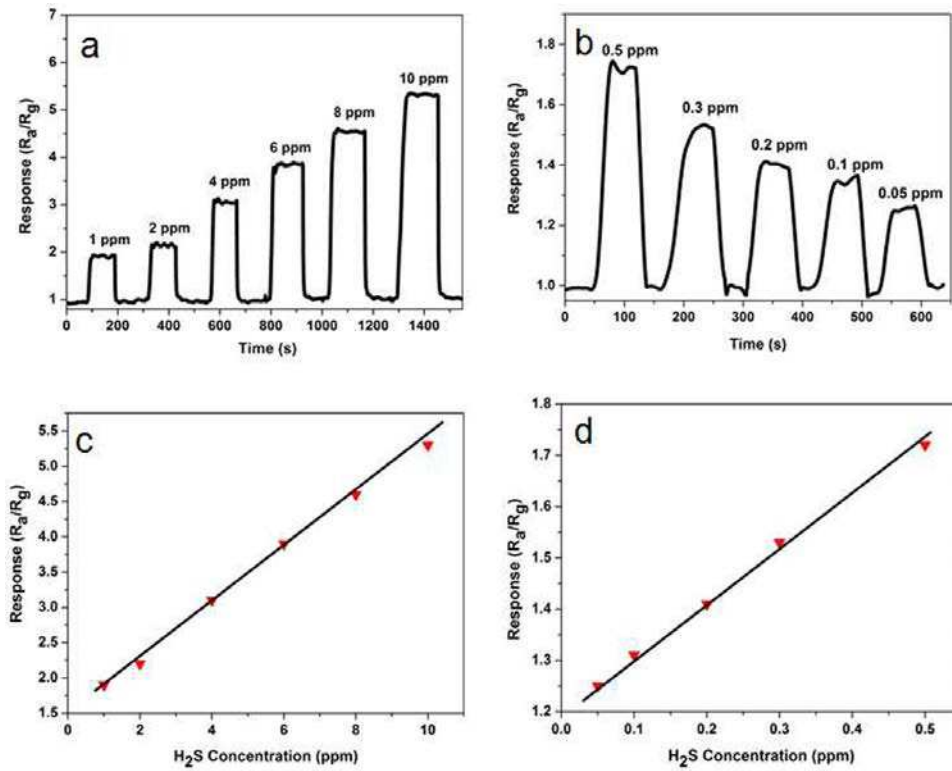 a
7
6
5
4
3
2
1
1 ppm
2 ppm
4 ppm
6 ppm
8 ppm
10 ppm
Response (Ra/Rg)
0 200 400 600 800 1000 1200 1400
Time (s)
b
1.8
1.6
1.4
1.2
1.0
0.5 ppm
0.3 ppm
0.2 ppm
0.1 ppm
0.05 ppm
Response (Ra/Rg)
0 100 200 300 400 500 600
Time (s)
c
5.5
5.0
4.5
4.0
3.5
3.0
2.5
2.0
1.5
Response (Ra/Rg)
0 2 4 6 8 10
H2S Concentration (ppm)
d
1.8
1.7
1.6
1.5
1.4
1.3
1.2
Response (Ra/Rg)
0.0 0.1 0.2 0.3 0.4 0.5
H2S Concentration (ppm)